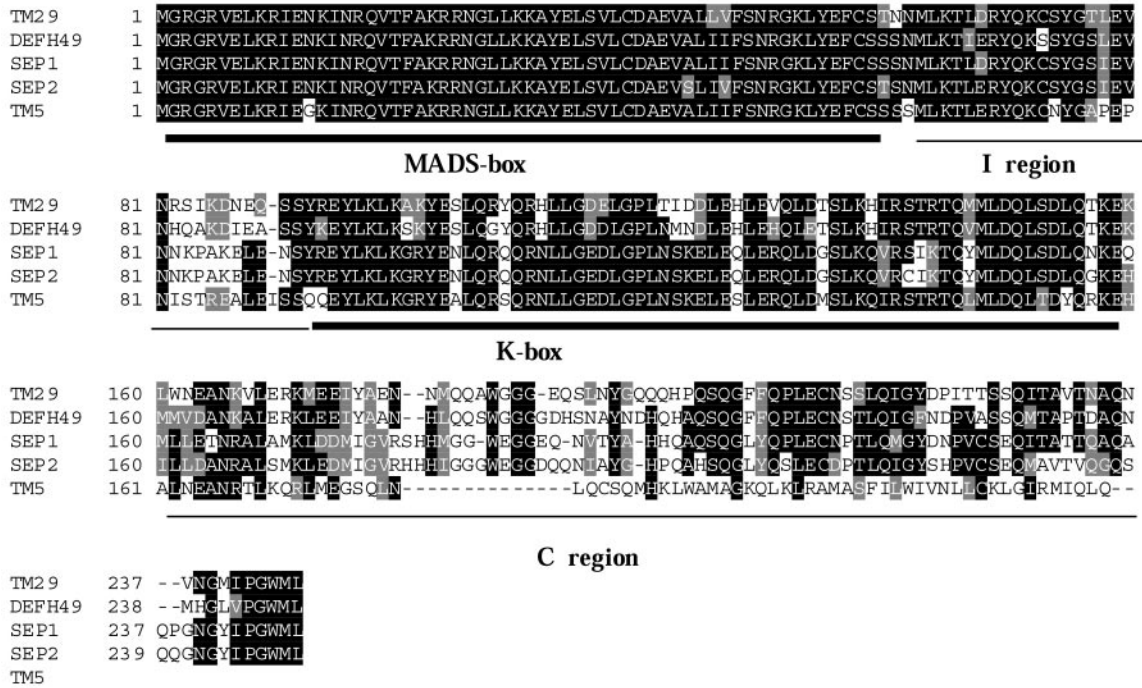 TM29 1 MGRGRVELKRIENKINRQVTFAKRRNGLLKKAYELSVLCDAEVALLVFSNRGKLYEFCSTNNMLKTLDRYQKCSYGTLEV
DEFH49 1 MGRGRVELKRIENKINRQVTFAKRRNGLLKKAYELSVLCDAEVALIIFSNRGKLYEFCSSSNMLKTIERYQKSSYGSLEV
SEP1 1 MGRGRVELKRIENKINRQVTFAKRRNGLLKKAYELSVLCDAEVALIIFSNRGKLYEFCSSSNMLKTLDRYQKCSYGSIEV
SEP2 1 MGRGRVELKRIENKINRQVTFAKRRNGLLKKAYELSVLCDAEVSLIVFSNRGKLYEFCSTSNMLKTLERYQKCSYGSIEV
TM5 1 MGRGRVELKRIEGKINRQVTFAKRRNGLLKKAYELSVLCDAEVALIIFSNRGKLYEFCSSSSMLKTLERYQKCNYGAPEP
MADS-box I region
TM29 81 NRSIKDNEQ-SSYREYLKLKAKYESLQRYQRHLLGDELGPLTIDDLEHLEVQLDTSLKHIRSTRTQMMLDQLSDLQTKEK
DEFH49 81 NHQAKDIEA-SSYKEYLKLKSKYESLQGYQRHLLGDDLGPLNMNDLEHLEHQLETSLKHIRSTRTQVMLDQLSDLQTKEK
SEP1 81 NNKPAKELE-NSYREYLKLKGRYENLQRQQRNLLGEDLGPLNSKELEQLERQLDGSLKQVRSIKTQYMLDQLSDLQNKEQ
SEP2 81 NNKPAKELE-NSYREYLKLKGRYENLQRQQRNLLGEDLGPLNSKELEQLERQLDGSLKQVRCIKTQYMLDQLSDLQGKEH
TM5 81 NISTREALEISSQQEYLKLKGRYEALQRSQRNLLGEDLGPLNSKELESLERQLDMSLKQIRSTRTQLMLDQLTDYQRKEH
K-box
TM29 160 LWNEANKVLERKMEEIYAEN--NMQQAWGGG-EQSLNYGQQQHPQSQGFFQPLECNSSLQIGYDPITTSSQITAVTNAQN
DEFH49 160 MMVDANKALERKLEEIYAAN--HLQQSWGGGGDHSNAYNDHQHAQSQGFFQPLECNSTLQIGFNDPVASSQMTAPTDAQN
SEP1 160 MLLETNRALAMKLDDMIGVRSHHMGG-WEGGEQ-NVTYA-HHQAQSQGLYQPLECNPTLQMGYDNPVCSEQITATTQAQA
SEP2 160 ILLDANRALSMKLEDMIGVRHHHIGGGWEGGDQQNIAYG-HPQAHSQGLYQSLECDPTLQIGYSHPVCSEQMAVTVQGQS
TM5 161 ALNEANRTLKQRLMEGSQLN--------------LQCSQMHKLWAMAGKQLKLRAMASFILWIVNLLCKLGIRMIQLQ--
C region
TM29 237 --VNGMIPGWML
DEFH49 238 --MHGLVPGWML
SEP1 237 QPGNGYIPGWML
SEP2 239 QQGNGYIPGWML
TM5